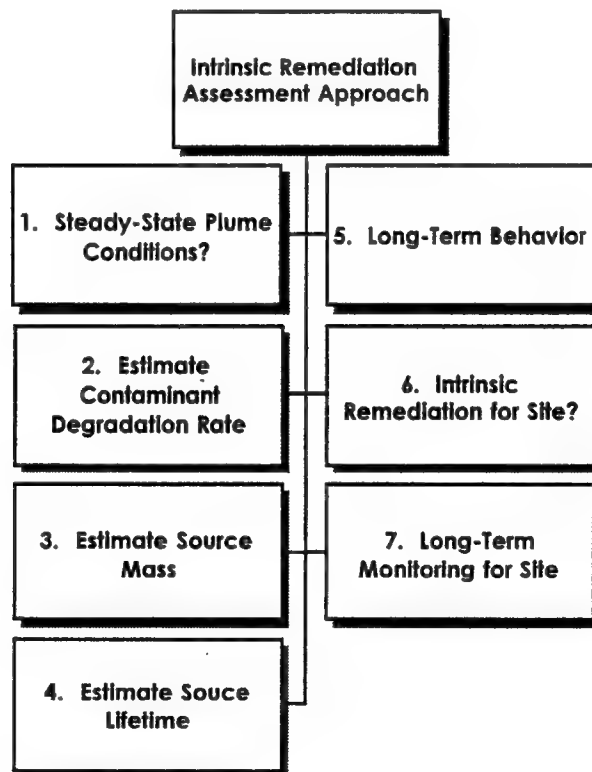 Intrinsic Remediation
Assessment Approach
1. Steady-State Plume
Conditions?
2. Estimate
Contaminant
Degradation Rate
3. Estimate Source
Mass
4. Estimate Souce
Lifetime
5. Long-Term Behavior
6. Intrinsic
Remediation for Site?
7. Long-Term
Monitoring for Site